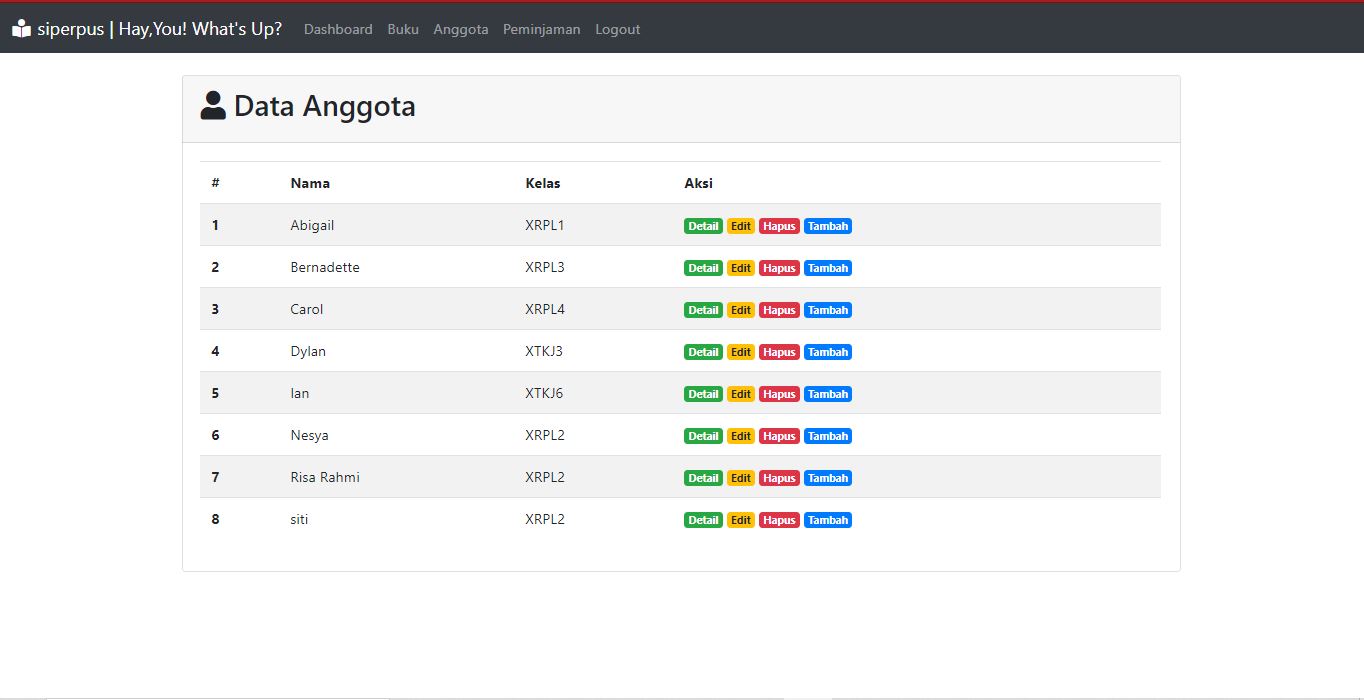 siperpus | Hay,You! What's Up? Dashboard Buku Anggota Peminjaman Logout
Data Anggota
# Nama Kelas Aksi
1 Abigail XRPL1 Detail Edit Hapus Tambah
2 Bernadette XRPL3 Detail Edit Hapus Tambah
3 Carol XRPL4 Detail Edit Hapus Tambah
4 Dylan XTKJ3 Detail Edit Hapus Tambah
5 Ian XTKJ6 Detail Edit Hapus Tambah
6 Nesya XRPL2 Detail Edit Hapus Tambah
7 Risa Rahmi XRPL2 Detail Edit Hapus Tambah
8 siti XRPL2 Detail Edit Hapus Tambah